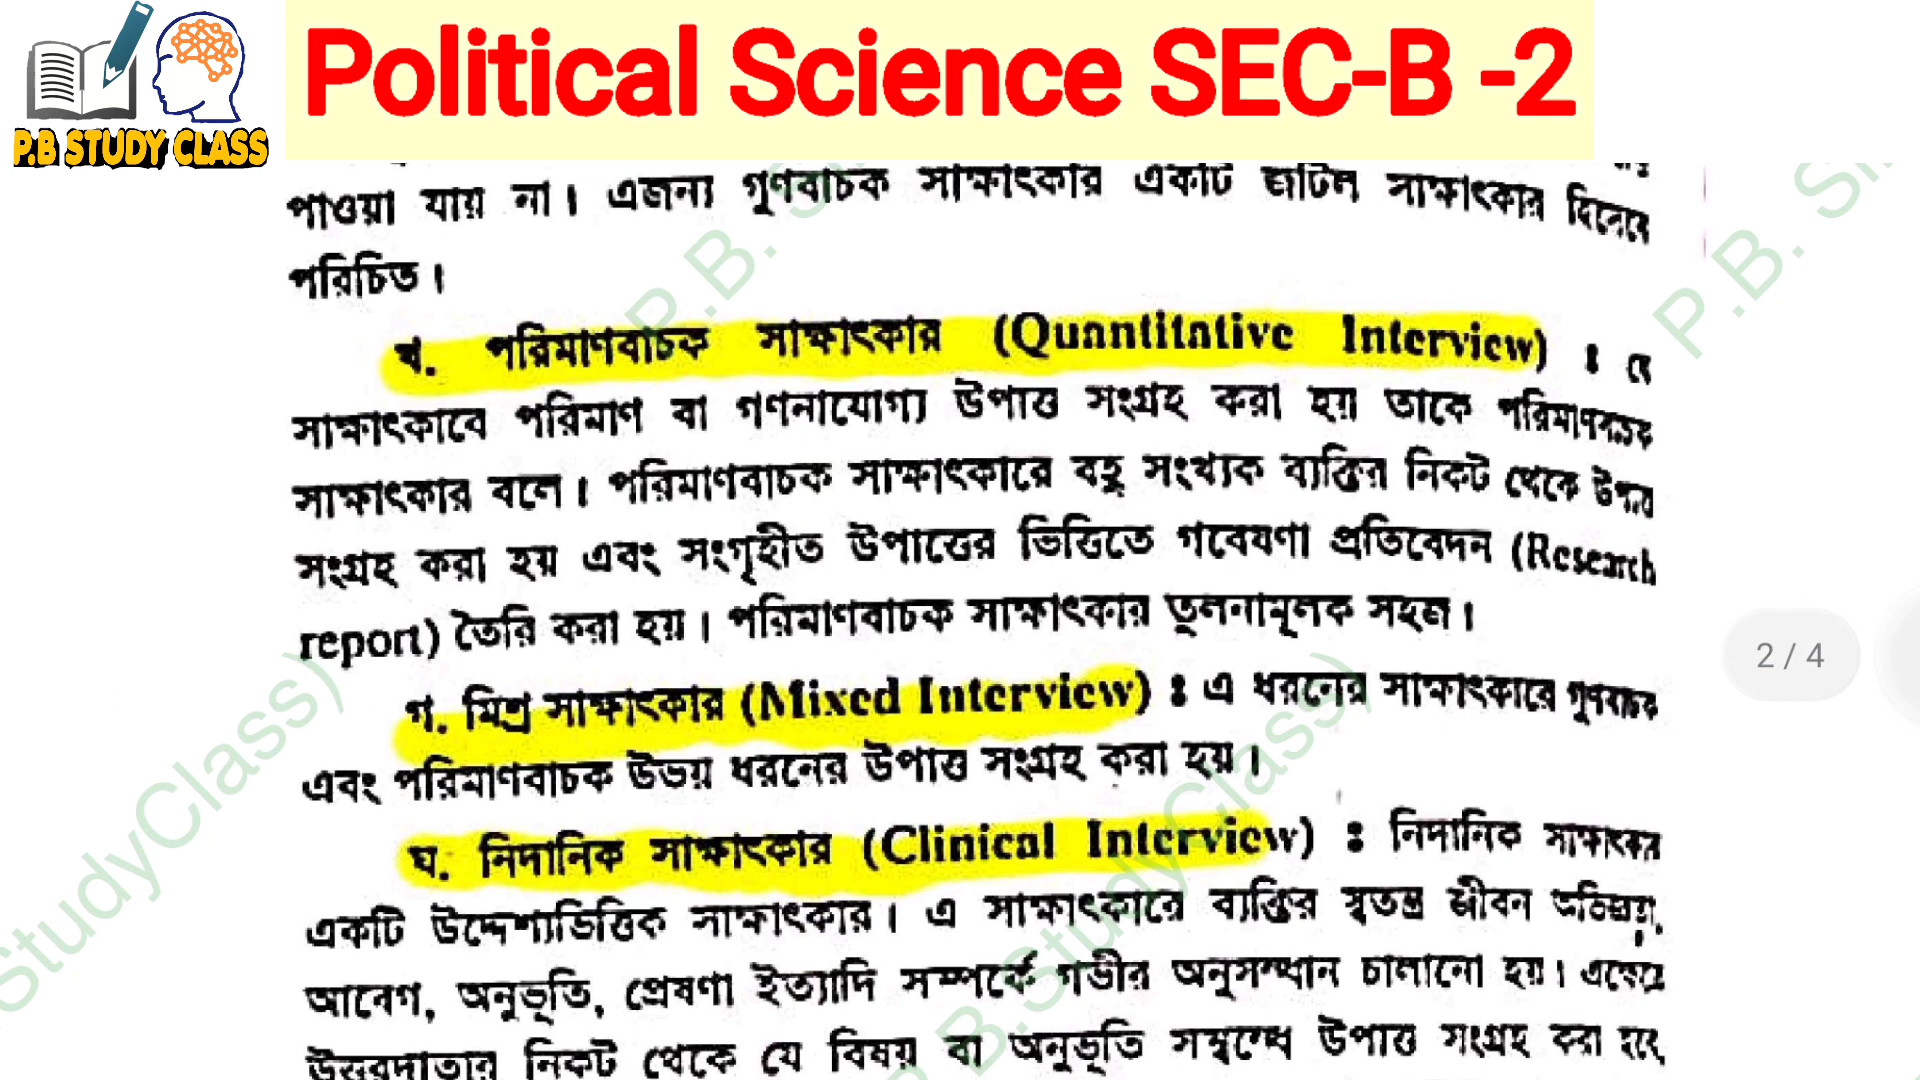 Political Science SEC-B -2
P.B STUDY CLASS
পাওয়া যায় না। এজন্য গুণবাচক সাক্ষাৎকার একটি জটিল সাক্ষাৎকার হিসেবে
পরিচিত।
খ. পরিমাণবাচক সাক্ষাৎকার (Quantitative Interview) : যে
সাক্ষাৎকাবে পরিমাণ বা গণনাযোগ্য উপাত্ত সংগ্রহ করা হয় তাকে পরিমাণবাচক
সাক্ষাৎকার বলে। পরিমাণবাচক সাক্ষাৎকারে বহু সংখ্যক ব্যক্তির নিকট থেকে উপাত্ত
সংগ্রহ করা হয় এবং সংগৃহীত উপাত্তের ভিত্তিতে গবেষণা প্রতিবেদন (Research
report) তৈরি করা হয়। পরিমাণবাচক সাক্ষাৎকার তুলনামূলক সহজ।
গ. মিশ্র সাক্ষাৎকার (Mixed Interview) : এ ধরনের সাক্ষাৎকারে গুণবাচক
এবং পরিমাণবাচক উভয় ধরনের উপাত্ত সংগ্রহ করা হয়।
ঘ. নিদানিক সাক্ষাৎকার (Clinical Interview) : নিদানিক সাক্ষাৎকার
একটি উদ্দেশ্যভিত্তিক সাক্ষাৎকার। এ সাক্ষাৎকারে ব্যক্তির স্বতন্ত্র জীবন অভিজ্ঞতা,
আবেগ, অনুভূতি, প্রেষণা ইত্যাদি সম্পর্কে গভীর অনুসন্ধান চালানো হয়। এক্ষেত্রে
উত্তরদাতার নিকট থেকে যে বিষয় বা অনুভূতি সম্বন্ধে উপাত্ত সংগ্রহ করা হবে,
2 / 4
P.B.
P.B. S
StudyClass)
P.B.StudyClass)